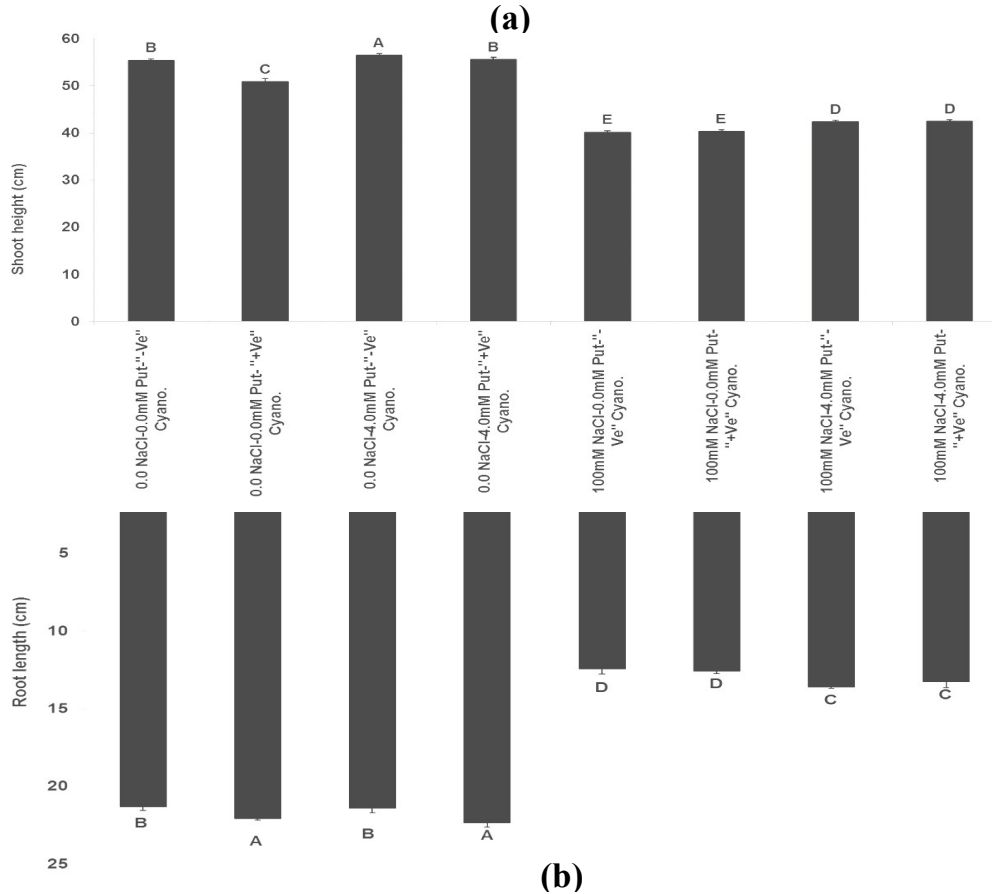 (a)
60
50
40
30
20
10
0
Shoot height (cm)
B
C
A
B
E
E
D
D
0.0 NaCl-0.0mM Put-"-Ve"
Cyano.
0.0 NaCl-0.0mM Put- "+Ve"
Cyano.
0.0 NaCl-4.0mM Put-"-Ve"
Cyano.
0.0 NaCl-4.0mM Put-"+Ve"
Cyano.
100mM NaCl-0.0mM Put-"-
Ve" Cyano.
100mM NaCl-0.0mM Put-
"+Ve" Cyano.
100mM NaCl-4.0mM Put-"-
Ve" Cyano.
100mM NaCl-4.0mM Put-
"+Ve" Cyano.
5
10
15
20
25
Root length (cm)
B
A
B
A
D
D
C
C
(b)